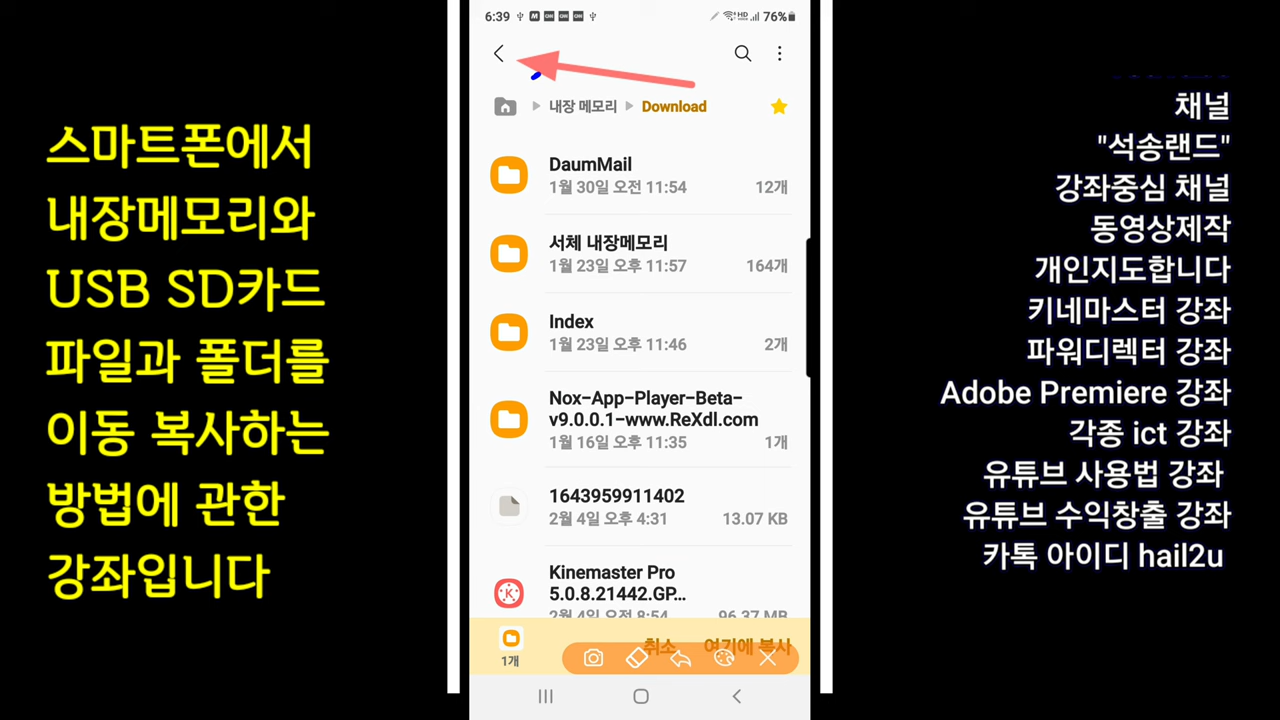 스마트폰에서
내장메모리와
USB SD카드
파일과 폴더를
이동 복사하는
방법에 관한
강좌입니다
6:39
76%
내장 메모리
Download
DaumMail
1월 30일 오전 11:54
12개
서체 내장메모리
1월 23일 오후 11:57
164개
Index
1월 23일 오후 11:46
2개
Nox-App-Player-Beta-
v9.0.0.1-www.ReXdl.com
1월 16일 오후 11:35
1개
1643959911402
2월 4일 오후 4:31
13.07 KB
Kinemaster Pro
5.0.8.21442.GP...
2월 4일 오전 8:54
96.37 MB
1개
취소
여기에 복사
채널
"석송랜드"
강좌중심 채널
동영상제작
개인지도합니다
키네마스터 강좌
파워디렉터 강좌
Adobe Premiere 강좌
각종 ict 강좌
유튜브 사용법 강좌
유튜브 수익창출 강좌
카톡 아이디 hail2u